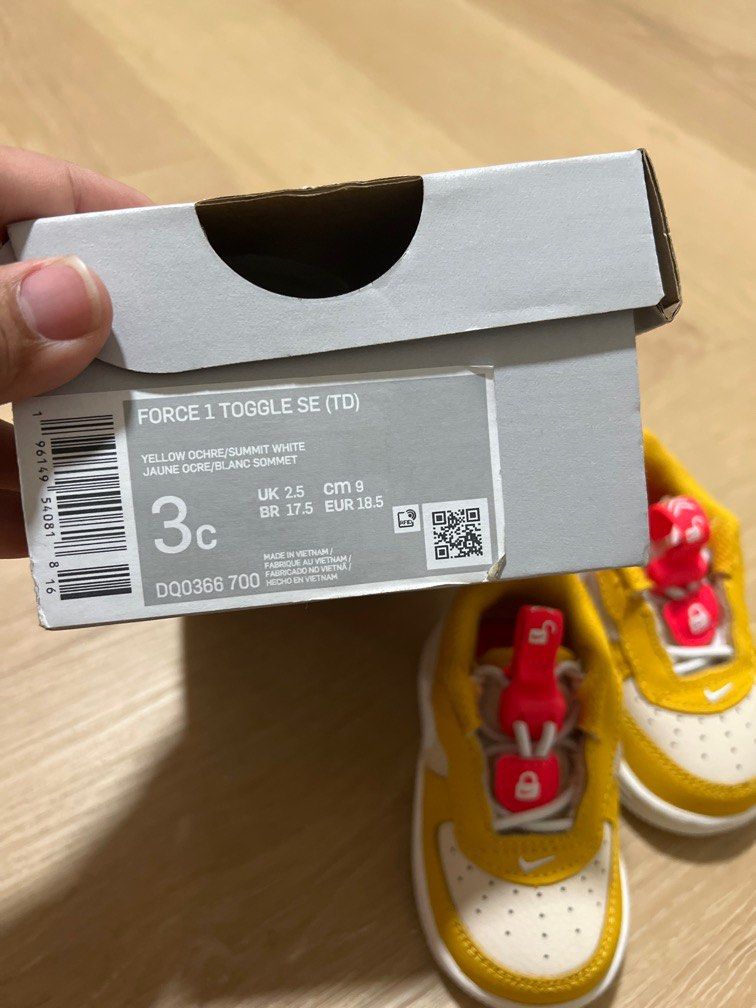 FORCE 1 TOGGLE SE (TD)
YELLOW OCHRE/SUMMIT WHITE
JAUNE OCRE/BLANC SOMMET
3C
UK 2.5 CM 9
BR 17.5 EUR 18.5
RFID
DQ0366 700
MADE IN VIETNAM /
FABRIQUE AU VIETNAM /
FABRICADO NO VIETNÃ /
HECHO EN VIETNAM
1 96149 54081 8 16